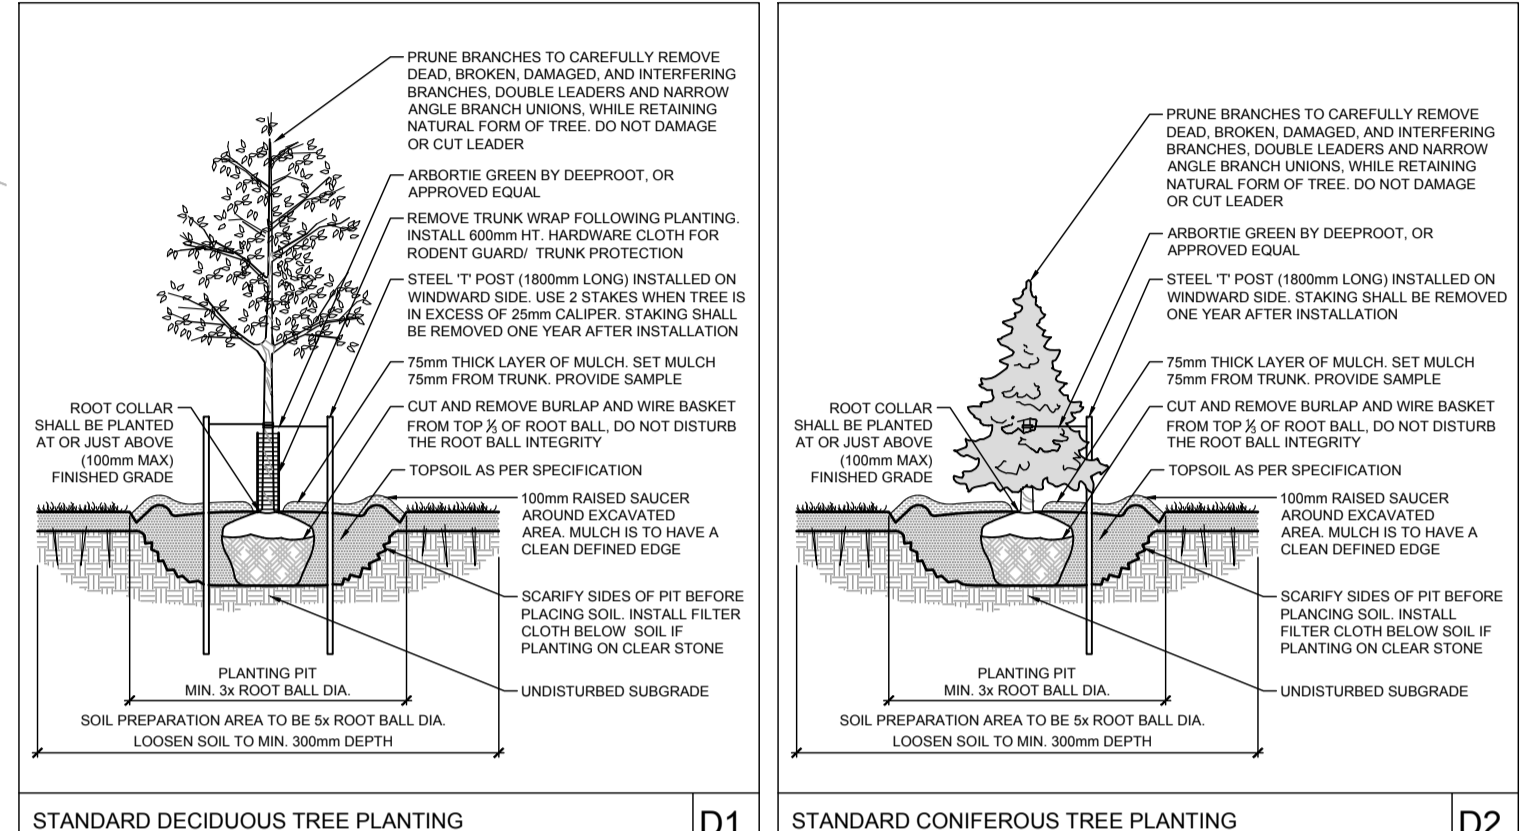 PRUNE BRANCHES TO CAREFULLY REMOVE
DEAD, BROKEN, DAMAGED, AND INTERFERING
BRANCHES, DOUBLE LEADERS AND NARROW
ANGLE BRANCH UNIONS, WHILE RETAINING
NATURAL FORM OF TREE. DO NOT DAMAGE
OR CUT LEADER
ARBORTIE GREEN BY DEEPROOT, OR
APPROVED EQUAL
REMOVE TRUNK WRAP FOLLOWING PLANTING.
INSTALL 600mm HT. HARDWARE CLOTH FOR
RODENT GUARD/ TRUNK PROTECTION
STEEL 'T' POST (1800mm LONG) INSTALLED ON
WINDWARD SIDE. USE 2 STAKES WHEN TREE IS
IN EXCESS OF 25mm CALIPER. STAKING SHALL
BE REMOVED ONE YEAR AFTER INSTALLATION
75mm THICK LAYER OF MULCH. SET MULCH
75mm FROM TRUNK. PROVIDE SAMPLE
CUT AND REMOVE BURLAP AND WIRE BASKET
FROM TOP ⅓ OF ROOT BALL, DO NOT DISTURB
THE ROOT BALL INTEGRITY
TOPSOIL AS PER SPECIFICATION
100mm RAISED SAUCER
AROUND EXCAVATED
AREA. MULCH IS TO HAVE A
CLEAN DEFINED EDGE
SCARIFY SIDES OF PIT BEFORE
PLACING SOIL. INSTALL FILTER
CLOTH BELOW SOIL IF
PLANTING ON CLEAR STONE
UNDISTURBED SUBGRADE
ROOT COLLAR
SHALL BE PLANTED
AT OR JUST ABOVE
(100mm MAX)
FINISHED GRADE
PLANTING PIT
MIN. 3x ROOT BALL DIA.
SOIL PREPARATION AREA TO BE 5x ROOT BALL DIA.
LOOSEN SOIL TO MIN. 300mm DEPTH
STANDARD DECIDUOUS TREE PLANTING
D1
PRUNE BRANCHES TO CAREFULLY REMOVE
DEAD, BROKEN, DAMAGED, AND INTERFERING
BRANCHES, DOUBLE LEADERS AND NARROW
ANGLE BRANCH UNIONS, WHILE RETAINING
NATURAL FORM OF TREE. DO NOT DAMAGE
OR CUT LEADER
ARBORTIE GREEN BY DEEPROOT, OR
APPROVED EQUAL
STEEL 'T' POST (1800mm LONG) INSTALLED ON
WINDWARD SIDE. STAKING SHALL BE REMOVED
ONE YEAR AFTER INSTALLATION
75mm THICK LAYER OF MULCH. SET MULCH
75mm FROM TRUNK. PROVIDE SAMPLE
CUT AND REMOVE BURLAP AND WIRE BASKET
FROM TOP ⅓ OF ROOT BALL, DO NOT DISTURB
THE ROOT BALL INTEGRITY
TOPSOIL AS PER SPECIFICATION
100mm RAISED SAUCER
AROUND EXCAVATED
AREA. MULCH IS TO HAVE A
CLEAN DEFINED EDGE
SCARIFY SIDES OF PIT BEFORE
PLANCING SOIL. INSTALL
FILTER CLOTH BELOW SOIL IF
PLANTING ON CLEAR STONE
UNDISTURBED SUBGRADE
ROOT COLLAR
SHALL BE PLANTED
AT OR JUST ABOVE
(100mm MAX)
FINISHED GRADE
PLANTING PIT
MIN. 3x ROOT BALL DIA.
SOIL PREPARATION AREA TO BE 5x ROOT BALL DIA.
LOOSEN SOIL TO MIN. 300mm DEPTH
STANDARD CONIFEROUS TREE PLANTING
D2